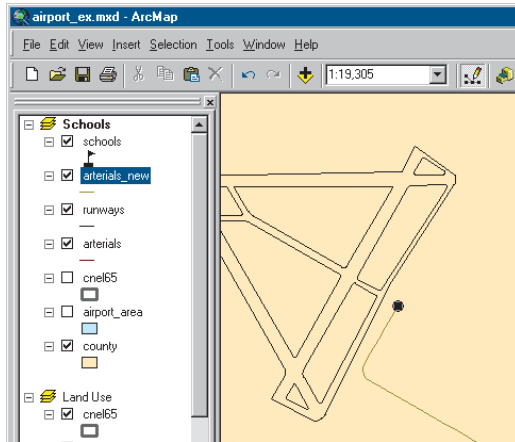 airport_ex.mxd - ArcMap
File Edit View Insert Selection Tools Window Help
1:19,305
Schools
schools
arterials_new
runways
arterials
cnel65
airport_area
county
Land Use
cnel65